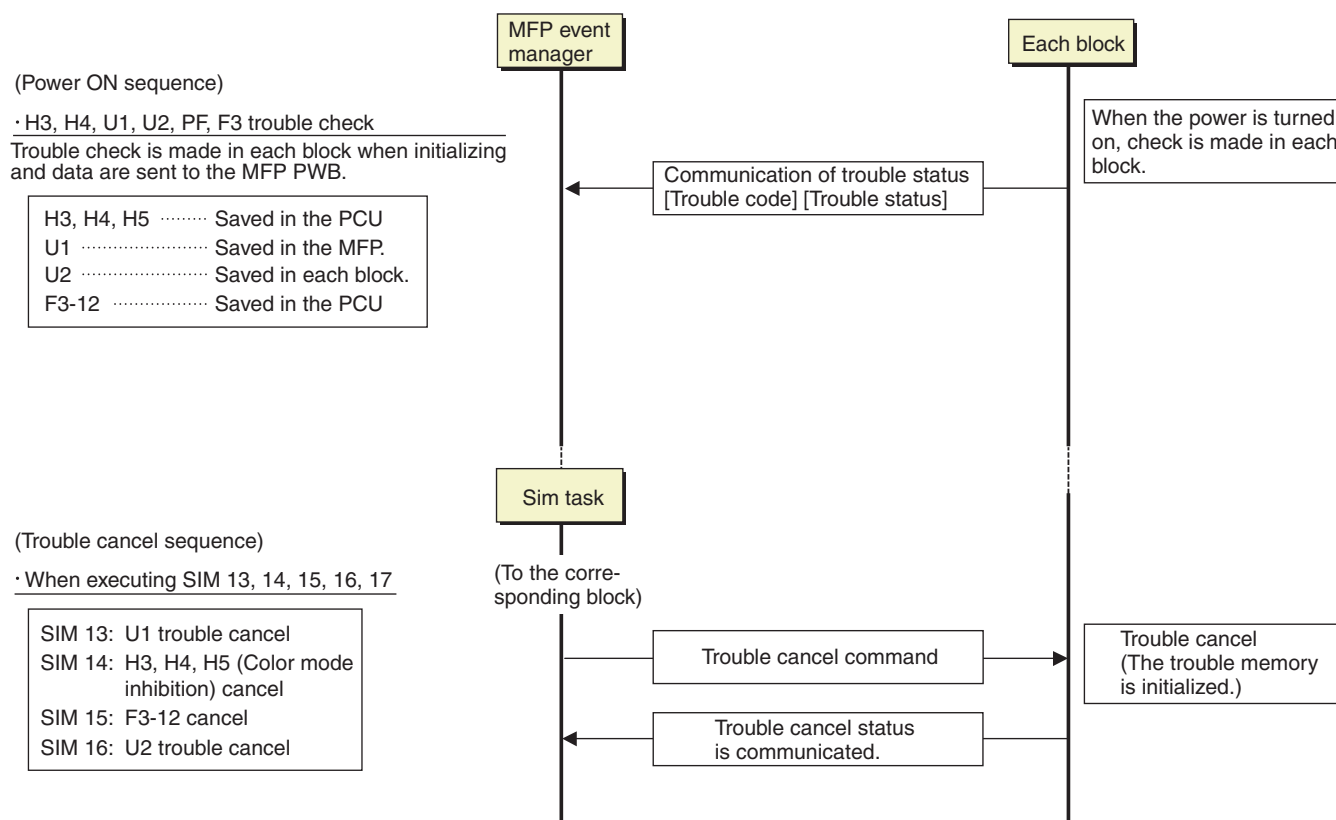 MFP event
manager
Each block
(Power ON sequence)
· H3, H4, U1, U2, PF, F3 trouble check
Trouble check is made in each block when initializing
and data are sent to the MFP PWB.
When the power is turned
on, check is made in each
block.
Communication of trouble status
[Trouble code] [Trouble status]
H3, H4, H5 ········· Saved in the PCU
U1 ························ Saved in the MFP.
U2 ························ Saved in each block.
F3-12 ·················· Saved in the PCU
Sim task
(Trouble cancel sequence)
· When executing SIM 13, 14, 15, 16, 17
(To the corre-
sponding block)
SIM 13: U1 trouble cancel
SIM 14: H3, H4, H5 (Color mode
inhibition) cancel
SIM 15: F3-12 cancel
SIM 16: U2 trouble cancel
Trouble cancel command
Trouble cancel
(The trouble memory
is initialized.)
Trouble cancel status
is communicated.